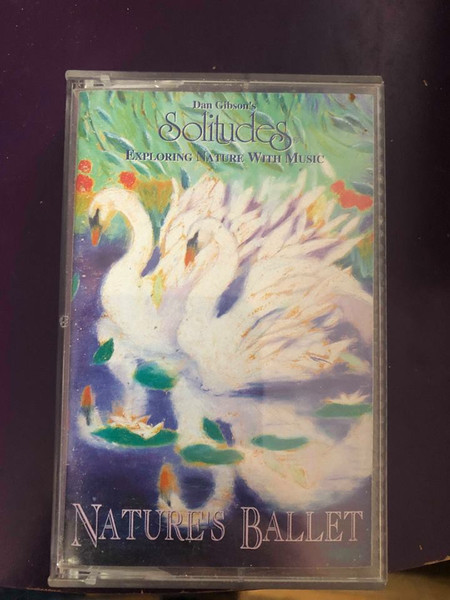 Dan Gibson's
Solitudes
Exploring Nature With Music
Nature's Ballet